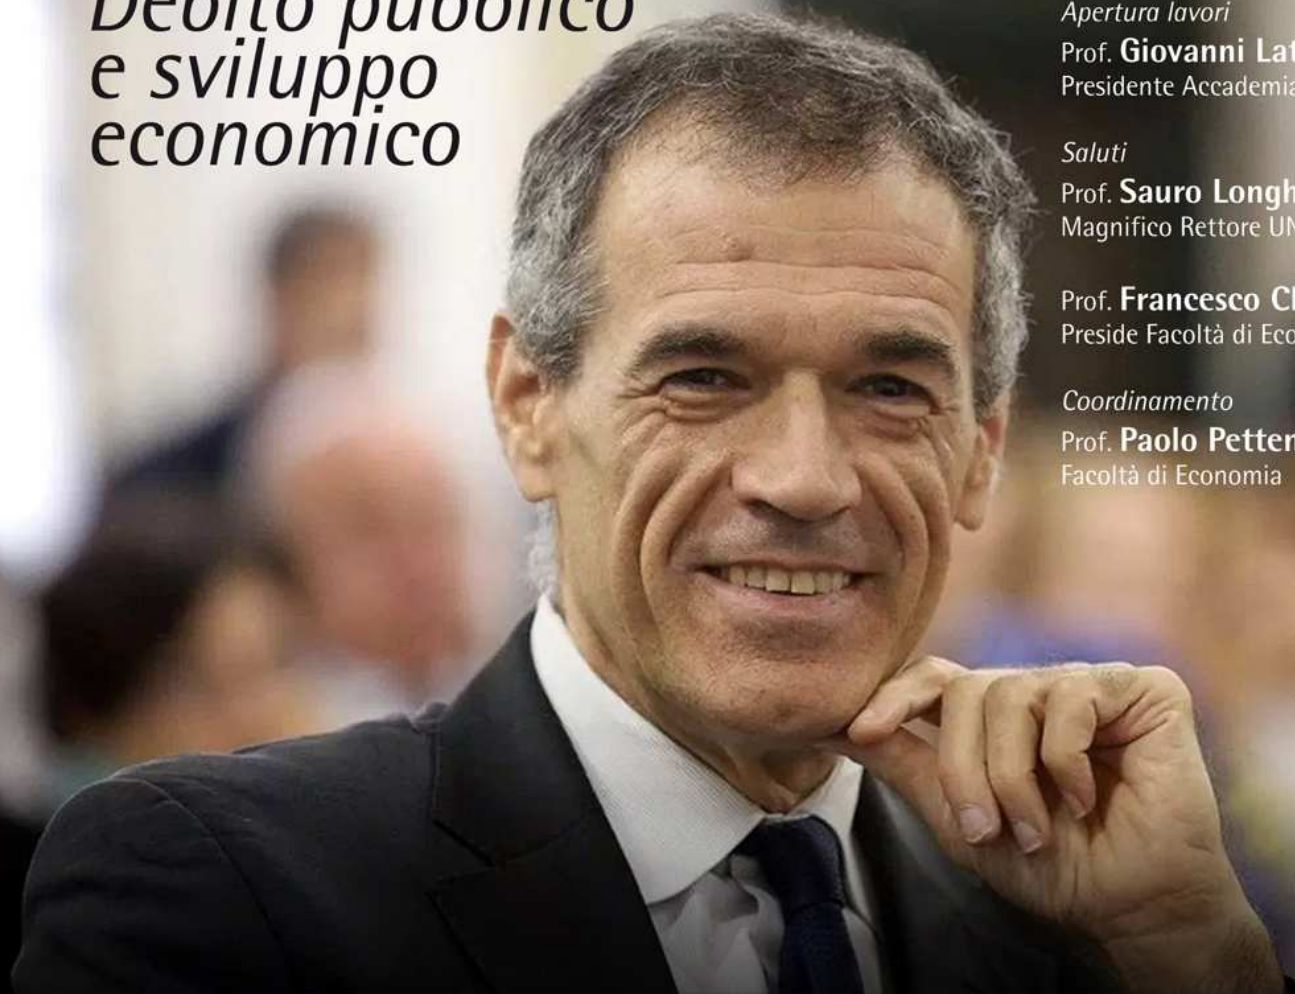 Debito pubblico
e sviluppo
economico
Apertura lavori
Prof. Giovanni
Presidente
Saluti
Prof. Sauro
Magnifico Rettore
Prof. Francesco
Preside Facoltà di
Coordinamento
Prof. Paolo
Facoltà di Economia